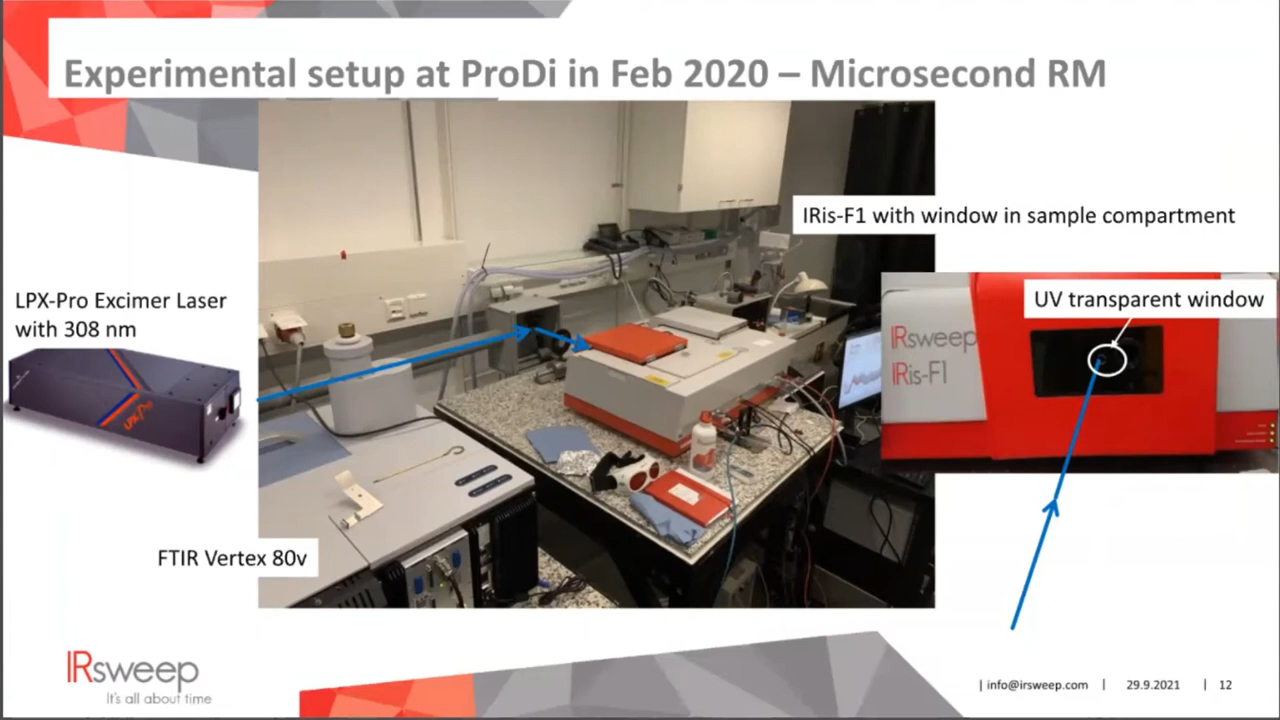 Experimental setup at ProDi in Feb 2020 – Microsecond RM
IRis-F1 with window in sample compartment
LPX-Pro Excimer Laser
with 308 nm
UV transparent window
IRsweep
IRis-F1
LPX-Pro
FTIR Vertex 80v
IRsweep
It's all about time
| info@irsweep.com | 29.9.2021 | 12